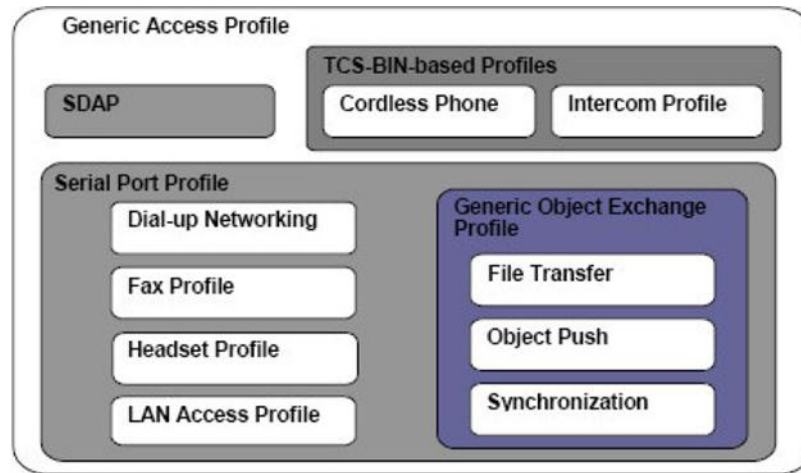 Generic Access Profile
SDAP
TCS-BIN-based Profiles
Cordless Phone
Intercom Profile
Serial Port Profile
Dial-up Networking
Fax Profile
Headset Profile
LAN Access Profile
Generic Object Exchange
Profile
File Transfer
Object Push
Synchronization